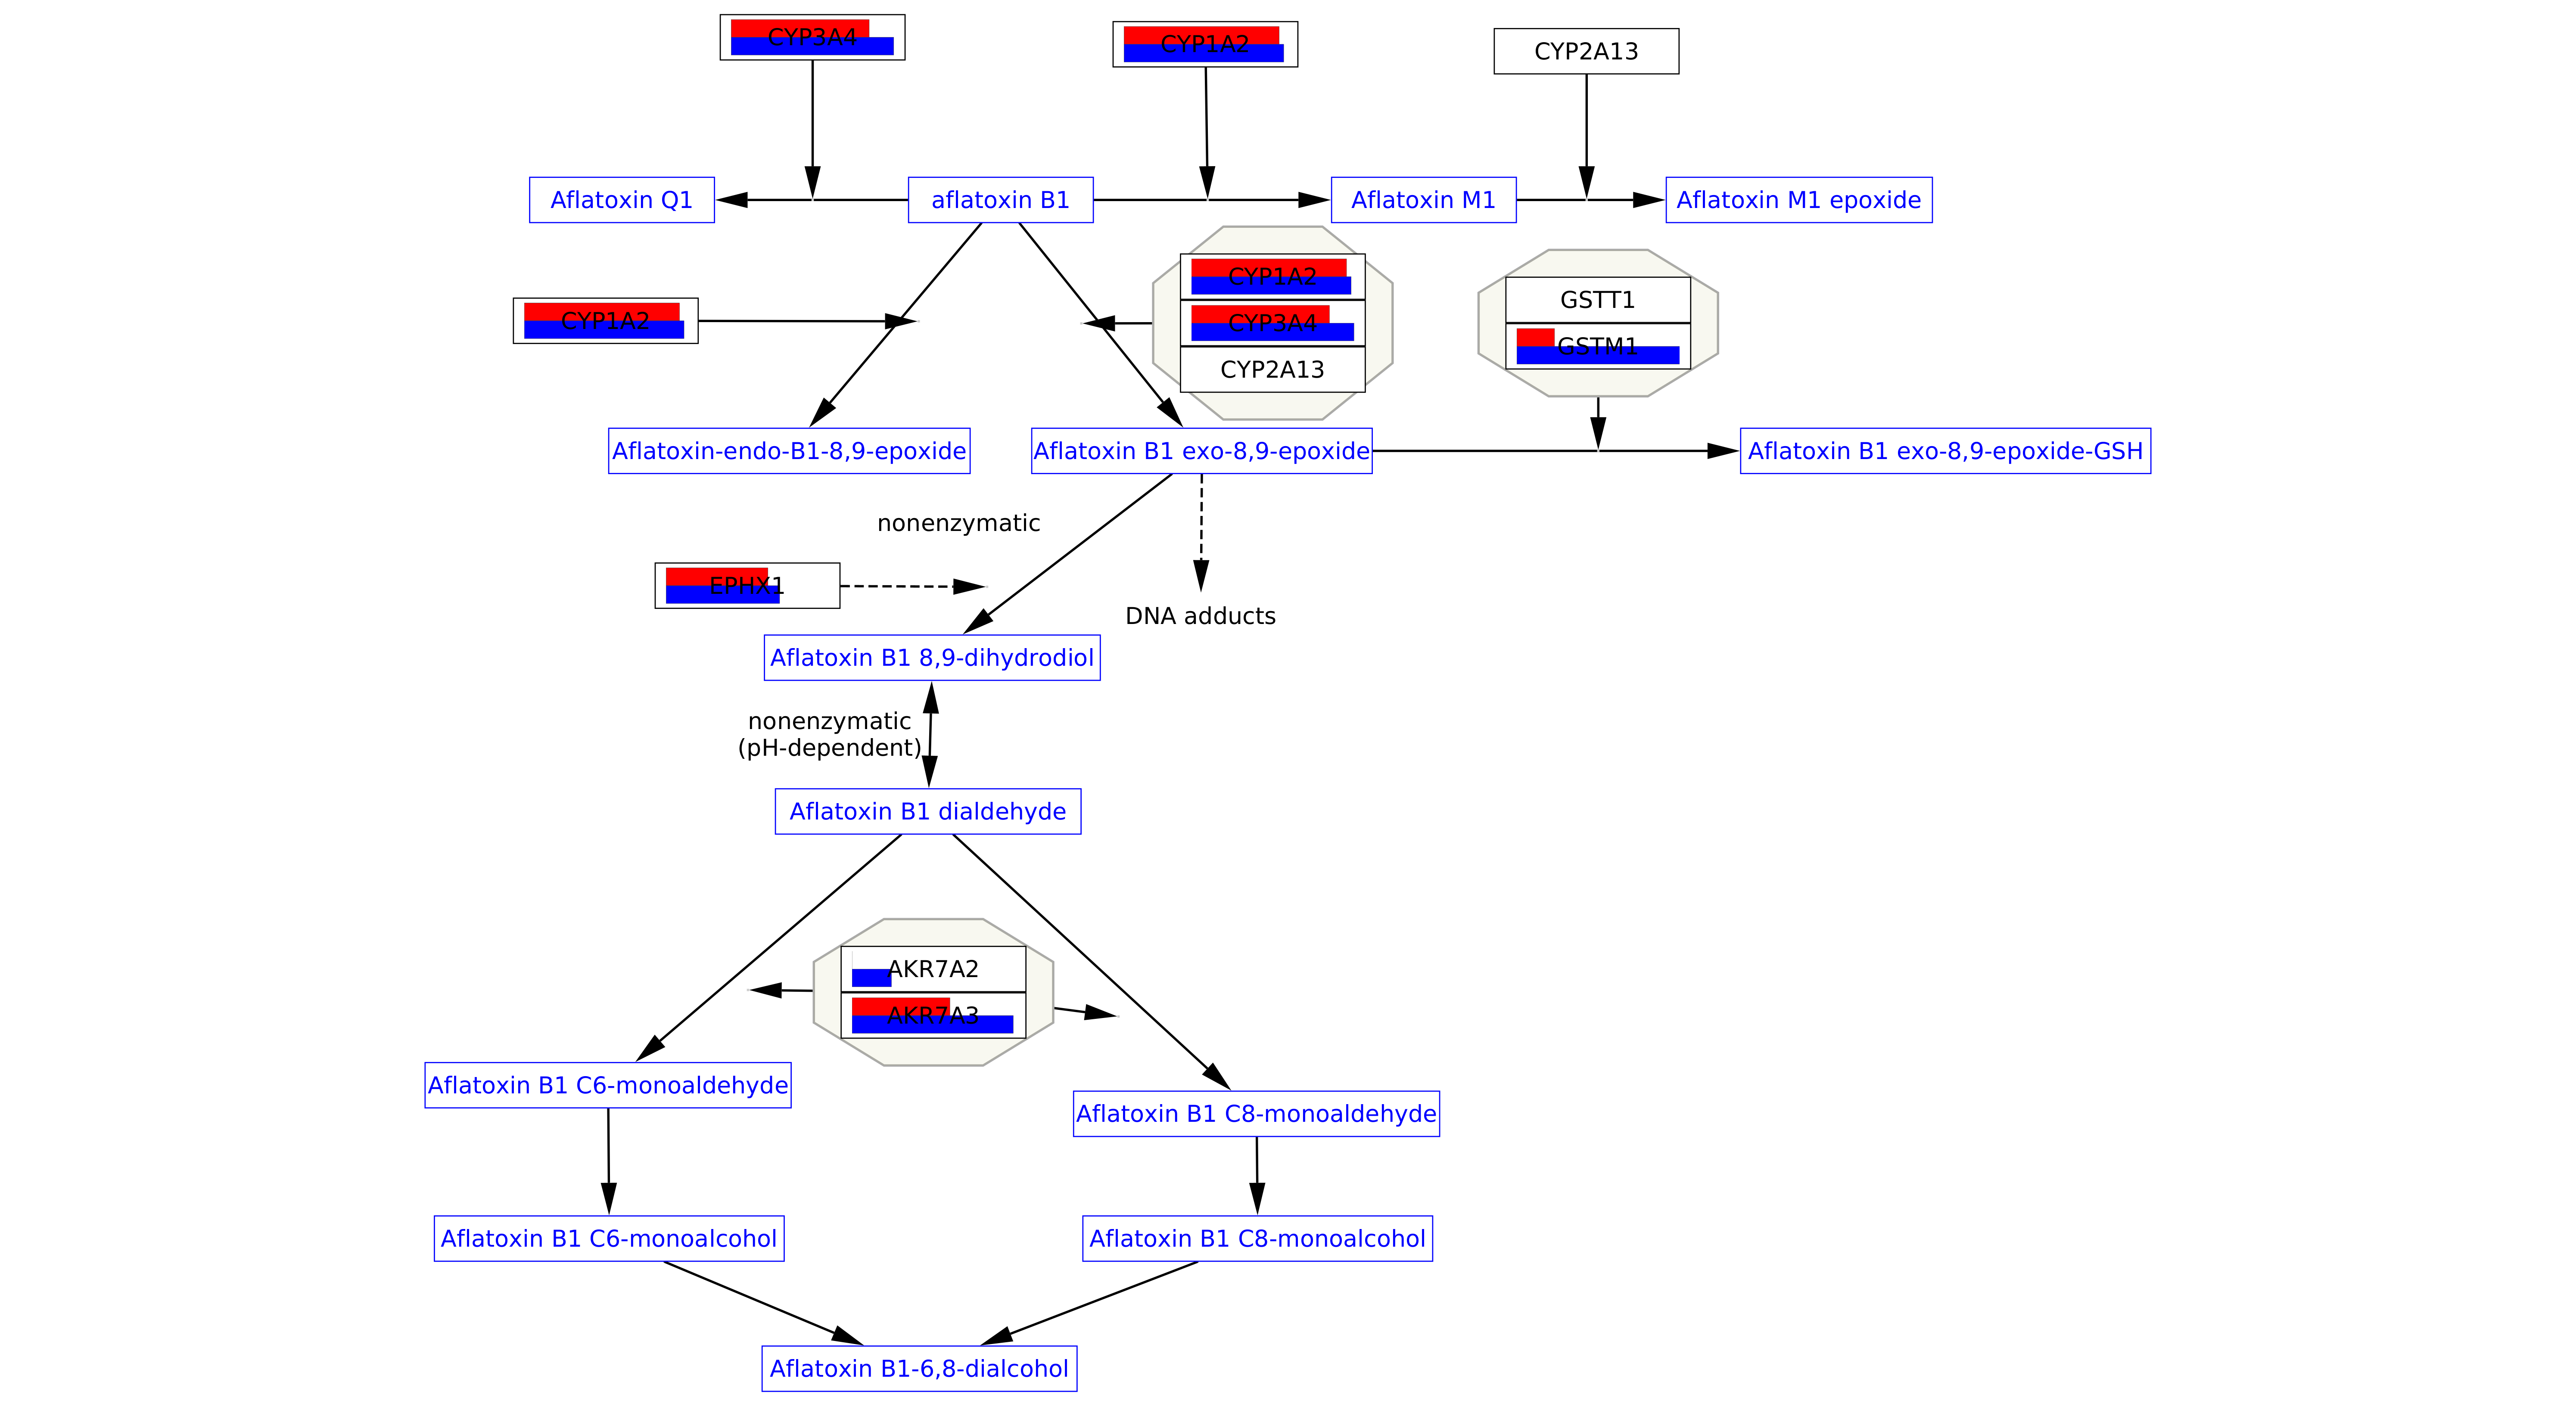 CYP3A4
CYP1A2
CYP2A13
Aflatoxin Q1
aflatoxin B1
Aflatoxin M1
Aflatoxin M1 epoxide
CYP1A2
CYP1A2
CYP3A4
CYP2A13
GSTT1
GSTM1
Aflatoxin-endo-B1-8,9-epoxide
Aflatoxin B1 exo-8,9-epoxide
Aflatoxin B1 exo-8,9-epoxide-GSH
nonenzymatic
EPHX1
DNA adducts
Aflatoxin B1 8,9-dihydrodiol
nonenzymatic
(pH-dependent)
Aflatoxin B1 dialdehyde
AKR7A2
AKR7A3
Aflatoxin B1 C6-monoaldehyde
Aflatoxin B1 C8-monoaldehyde
Aflatoxin B1 C6-monoalcohol
Aflatoxin B1 C8-monoalcohol
Aflatoxin B1-6,8-dialcohol